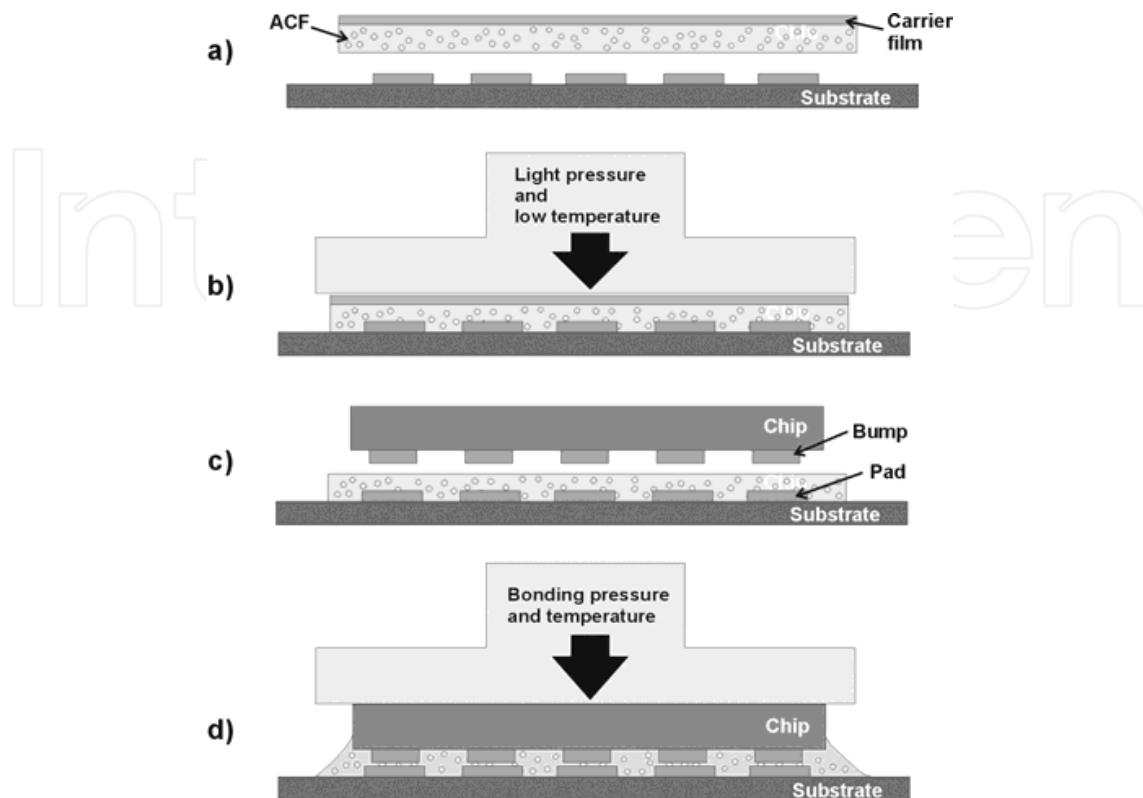 ACF
Carrier
film
a)
Substrate
Light pressure
and
low temperature
b)
Substrate
Chip
Bump
c)
Pad
Substrate
Bonding pressure
and temperature
d)
Chip
Substrate